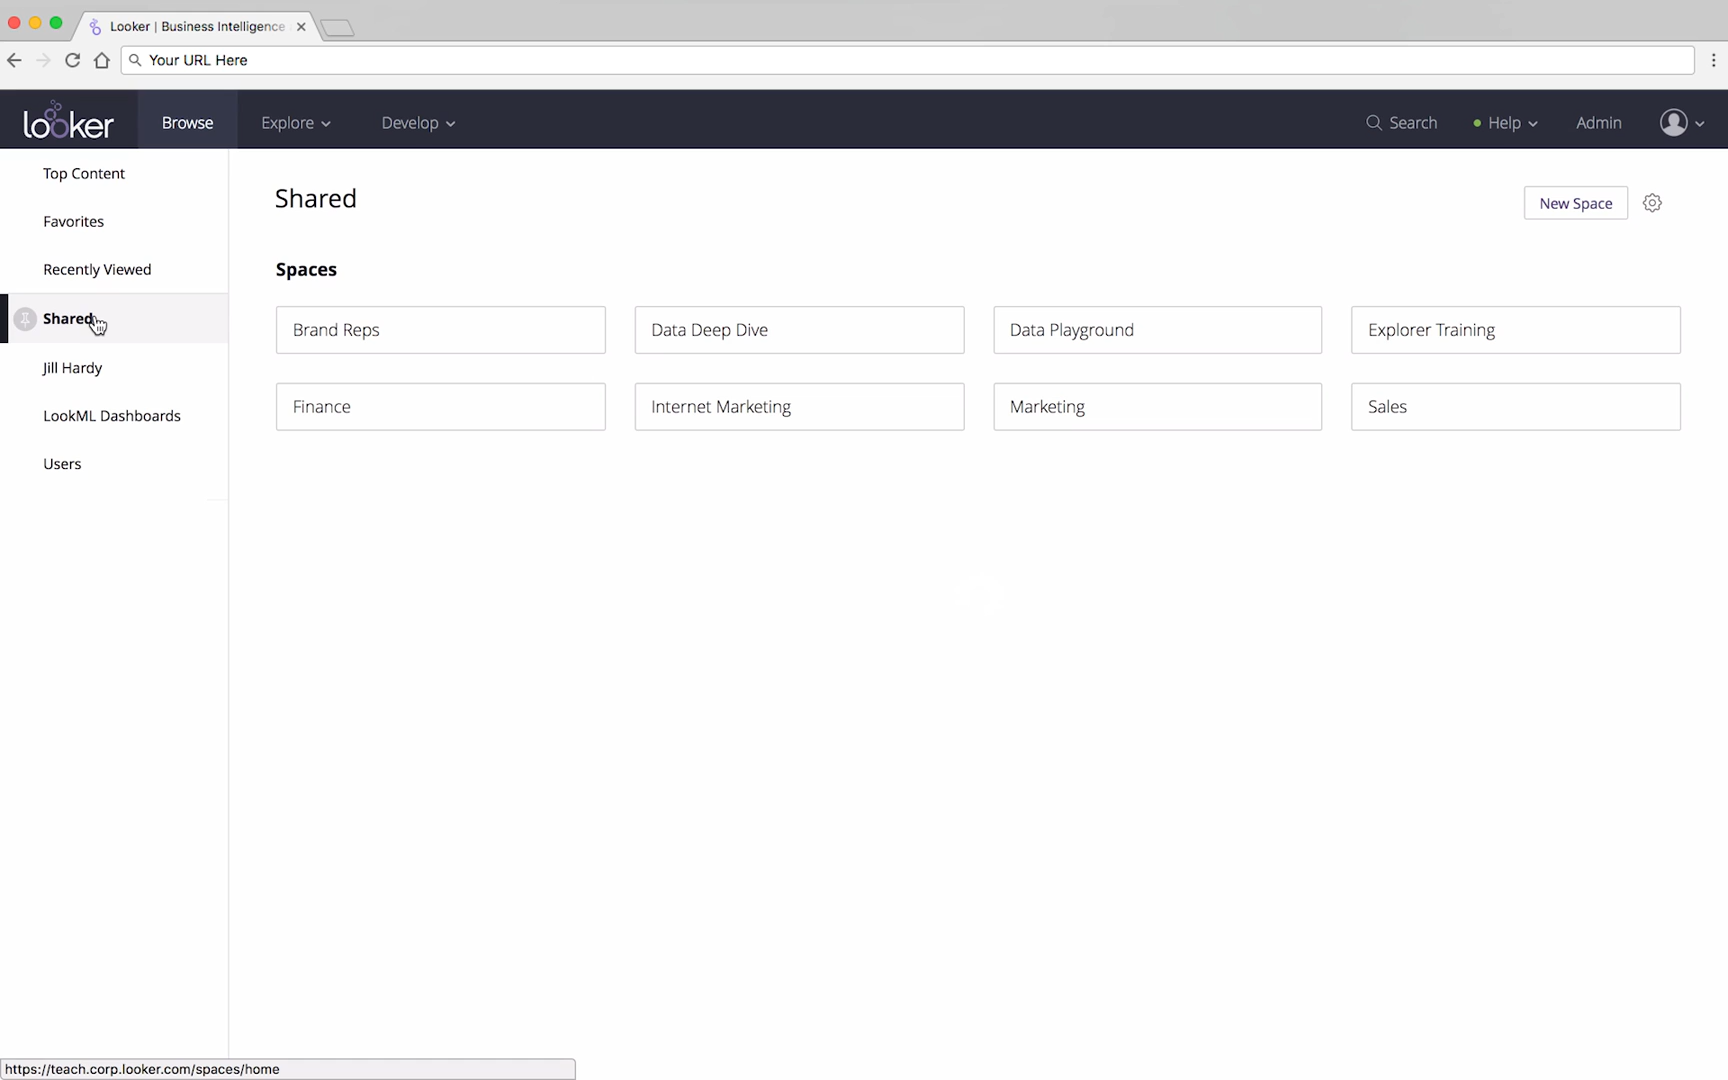 Looker | Business Intelligence
Your URL Here
looker
Browse
Explore
Develop
Search
Help
Admin
Top Content
Favorites
Recently Viewed
Shared
Jill Hardy
LookML Dashboards
Users
Shared
New Space
Spaces
Brand Reps
Data Deep Dive
Data Playground
Explorer Training
Finance
Internet Marketing
Marketing
Sales
https://teach.corp.looker.com/spaces/home